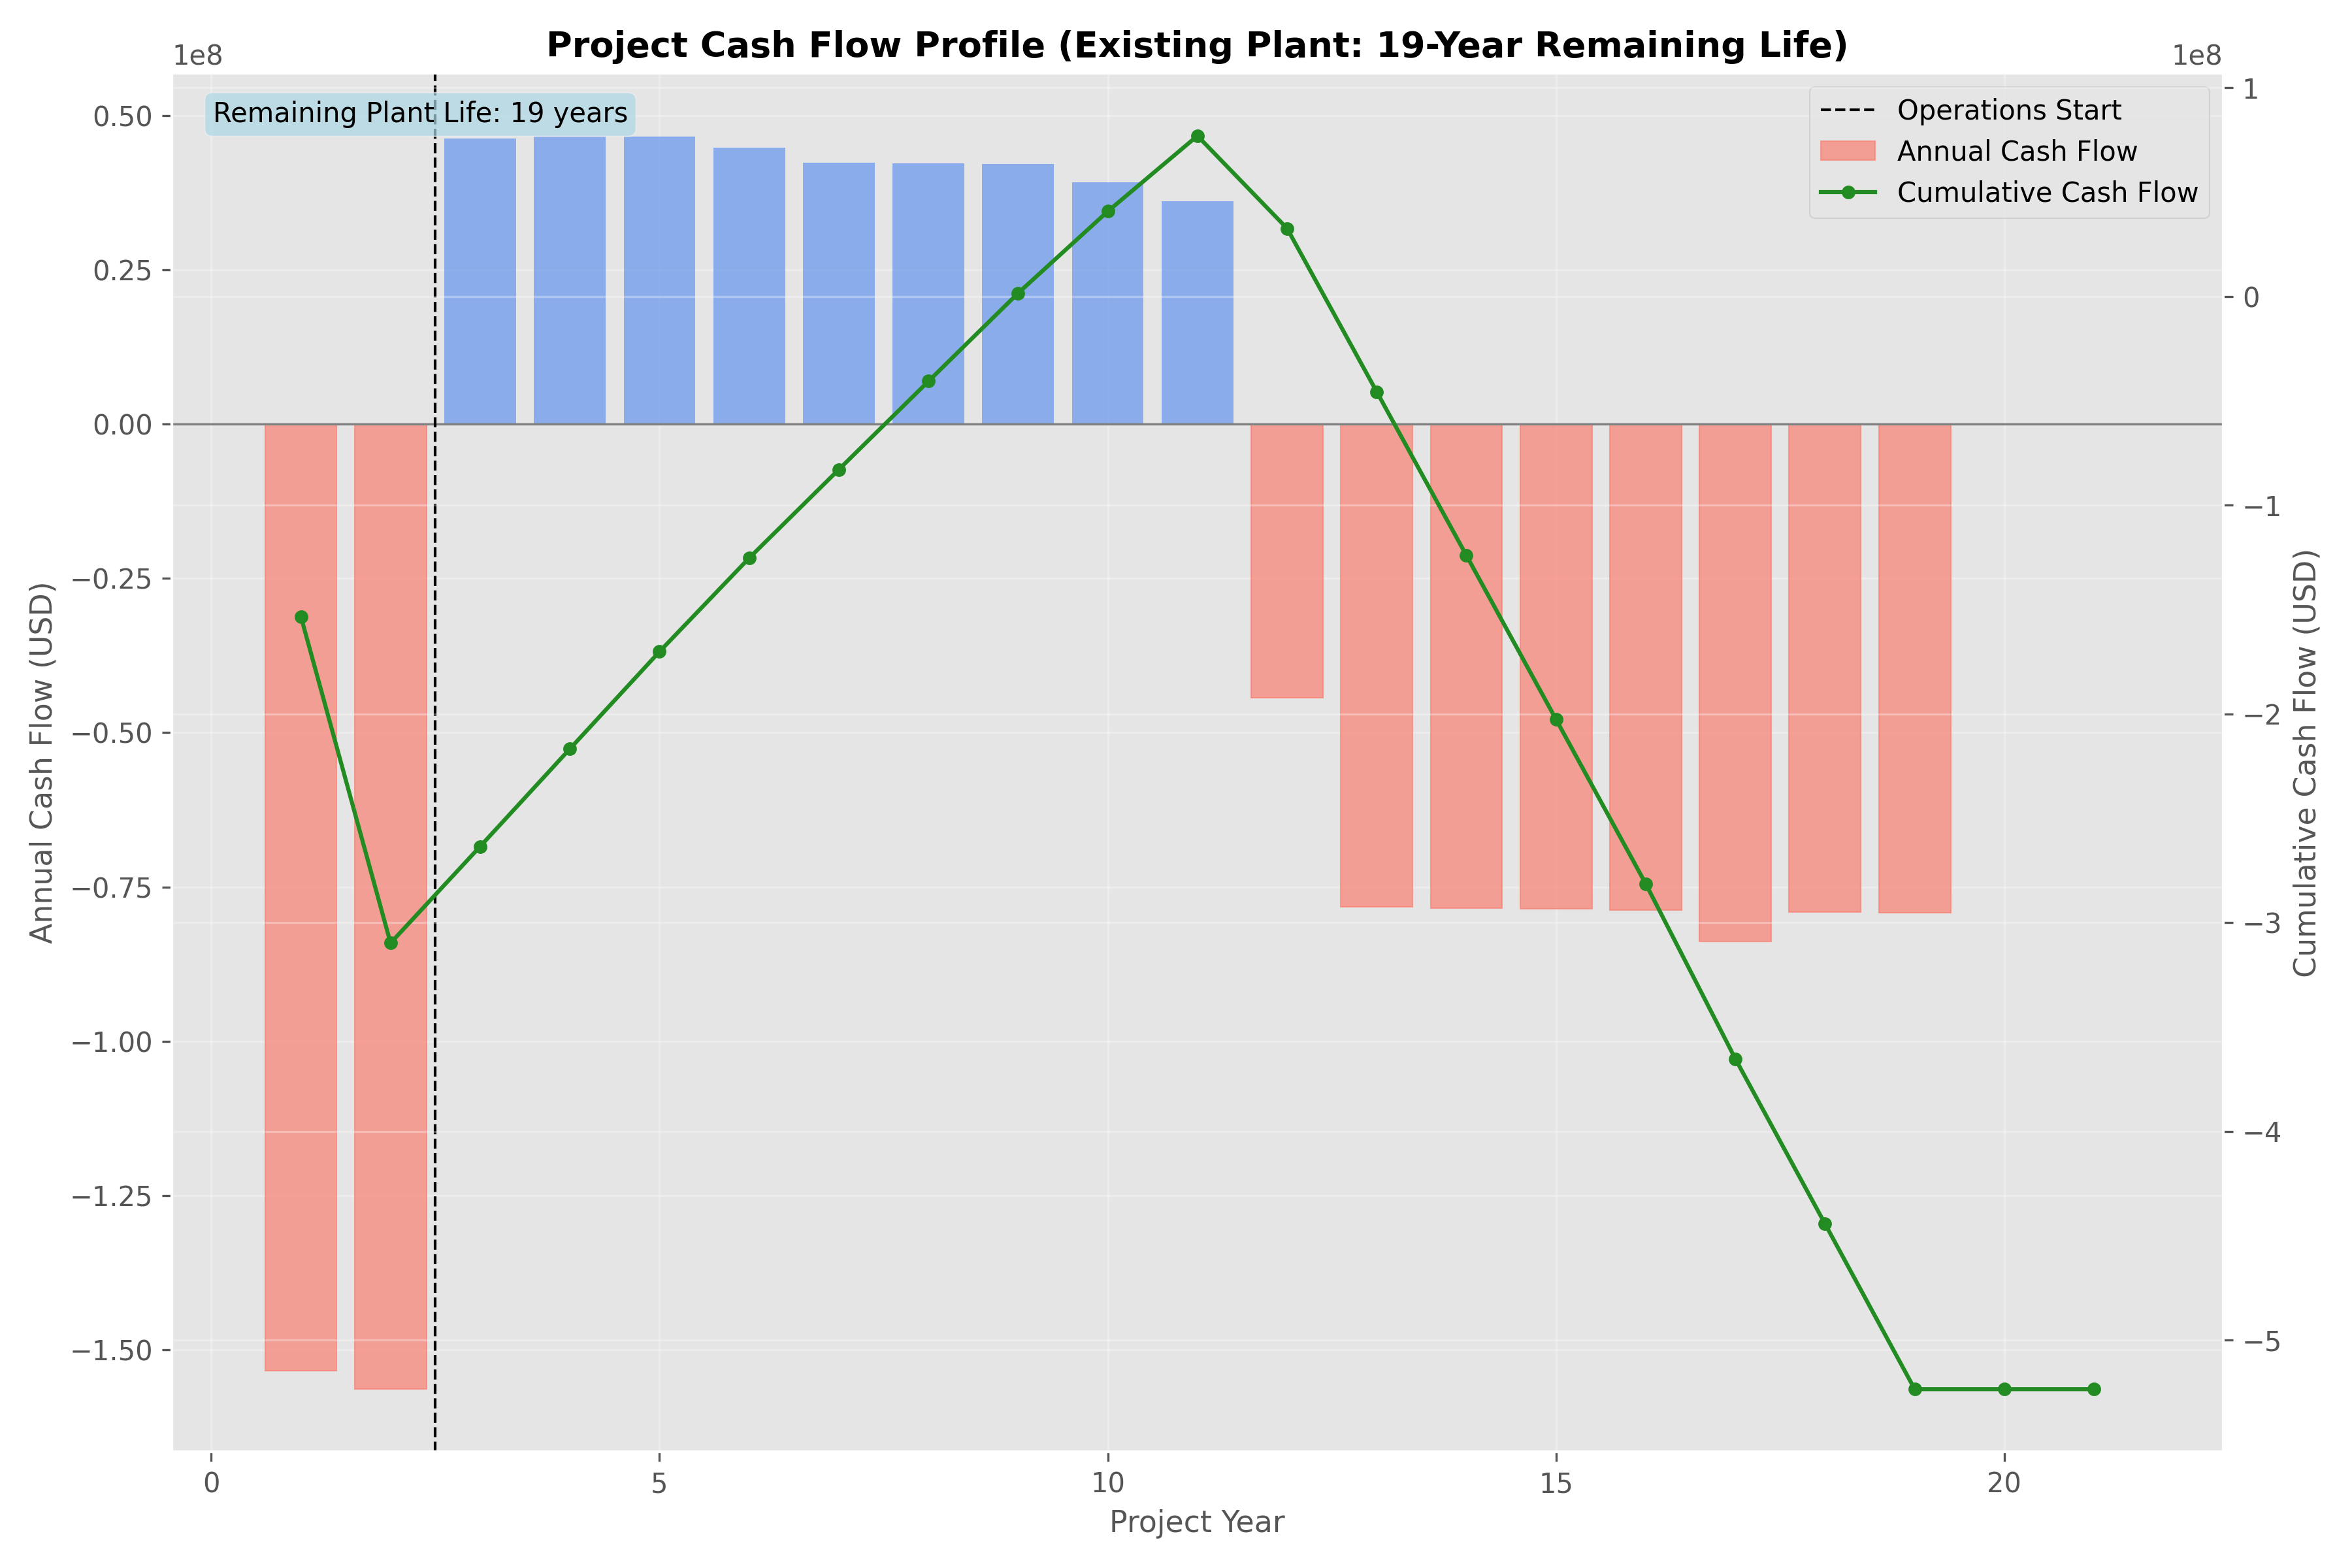 Project Cash Flow Profile (Existing Plant: 19-Year Remaining Life)
1e8
1e8
Remaining Plant Life: 19 years
Operations Start
Annual Cash Flow
Cumulative Cash Flow
0.50
0.25
0.00
−0.25
−0.50
−0.75
−1.00
−1.25
−1.50
Annual Cash Flow (USD)
1
0
−1
−2
−3
−4
−5
Cumulative Cash Flow (USD)
0
5
10
15
20
Project Year